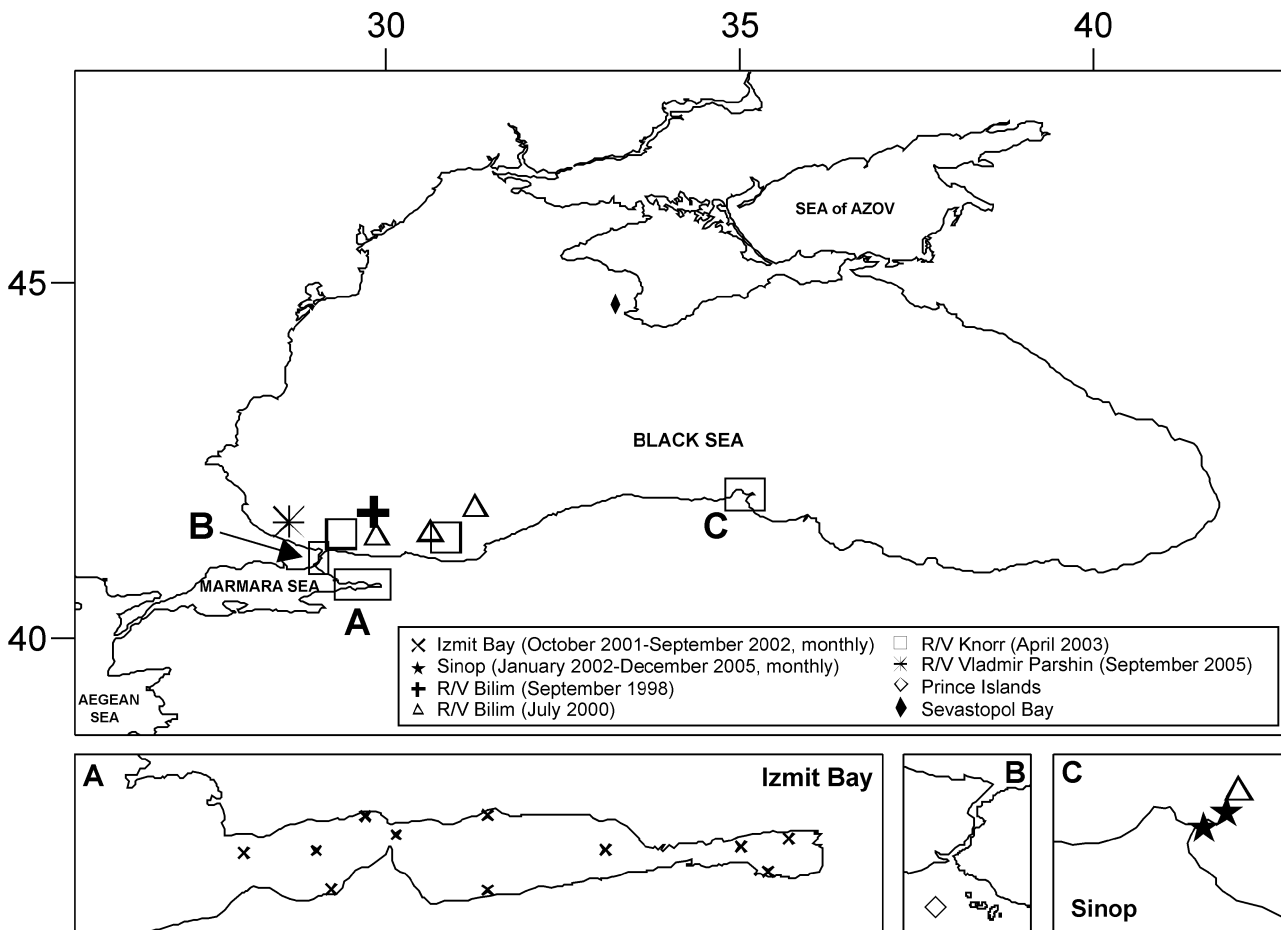 30 35 40
SEA of AZOV
45
BLACK SEA
B
C
MARMARA SEA
A
40
Izmit Bay (October 2001-September 2002, monthly)
Sinop (January 2002-December 2005, monthly)
R/V Bilim (September 1998)
R/V Bilim (July 2000)
R/V Knorr (April 2003)
R/V Vladmir Parshin (September 2005)
Prince Islands
Sevastopol Bay
AEGEAN
SEA
A
Izmit Bay
B
C
Sinop